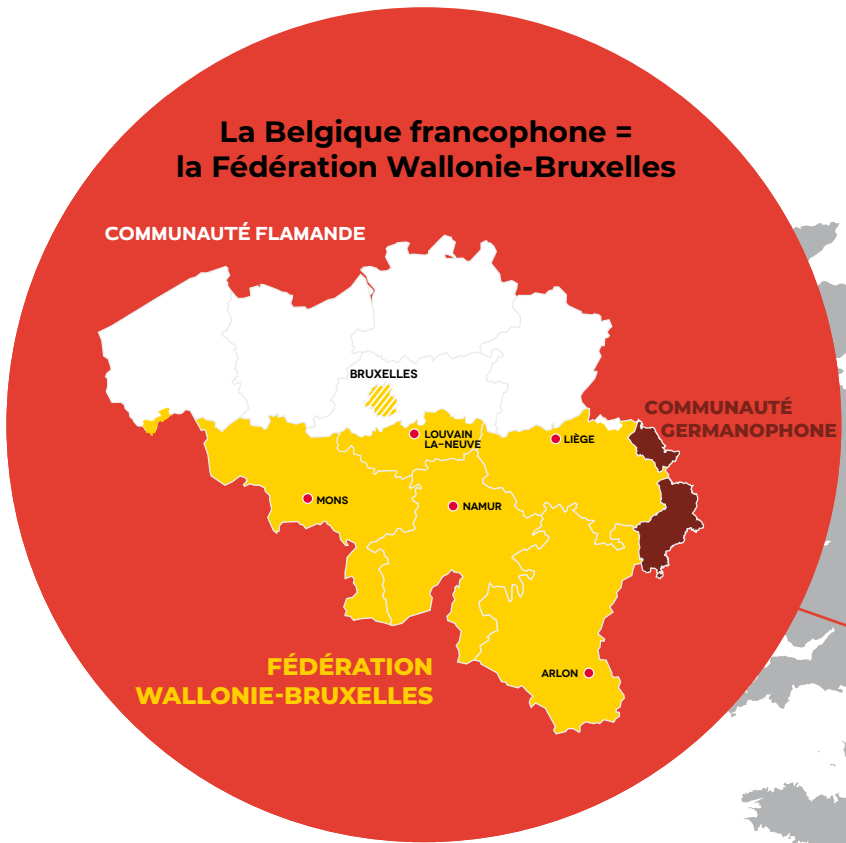 La Belgique francophone =
la Fédération Wallonie-Bruxelles
COMMUNAUTÉ FLAMANDE
BRUXELLES
COMMUNAUTÉ
GERMANOPHONE
LOUVAIN
LA-NEUVE
LIÈGE
MONS
NAMUR
FÉDÉRATION
WALLONIE-BRUXELLES
ARLON